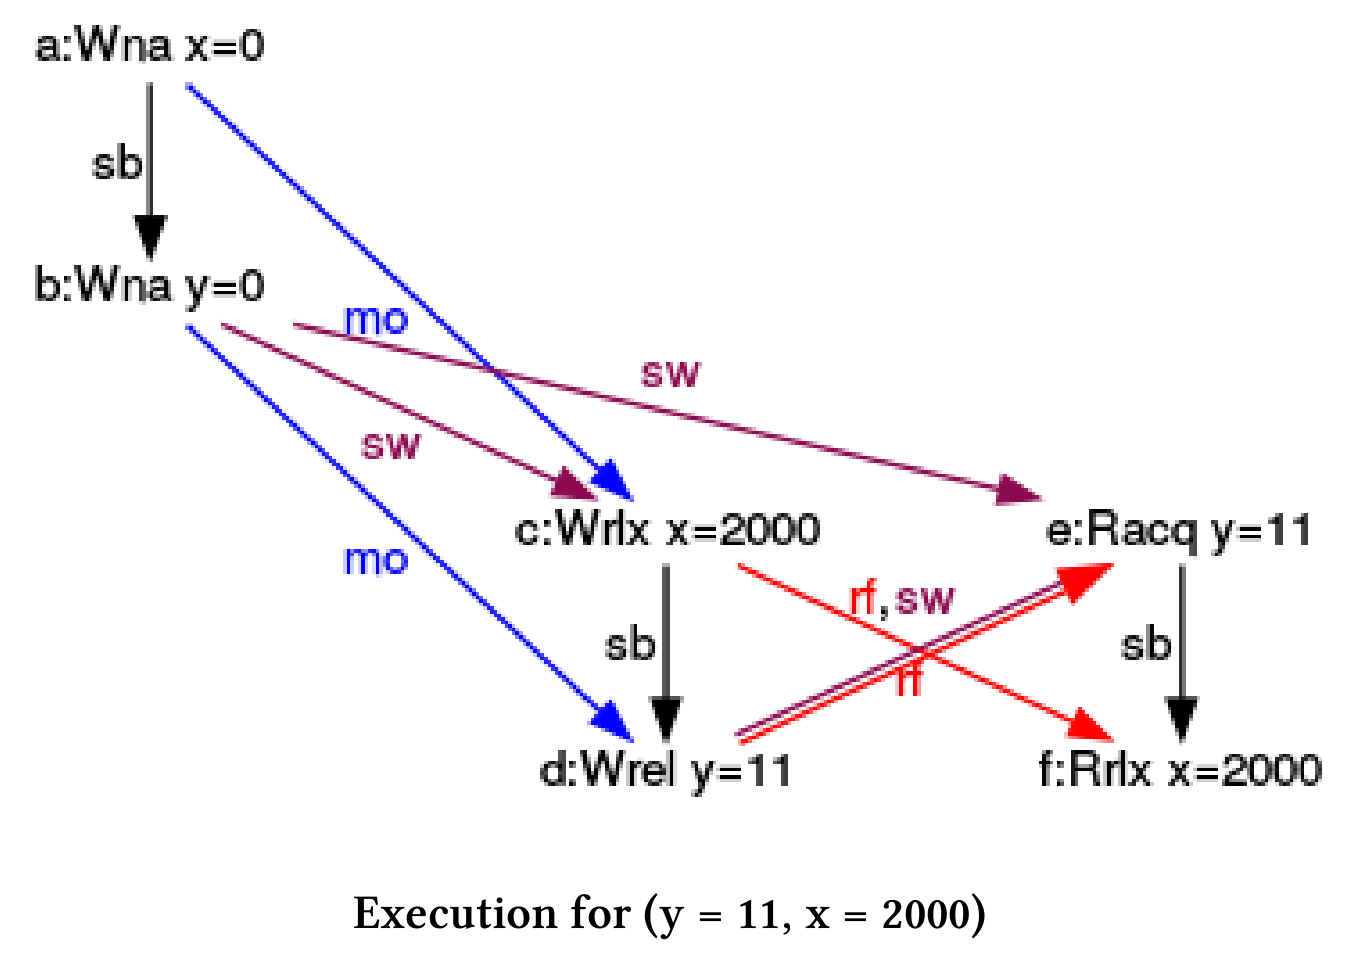 a:Wna x=0
sb
b:Wna y=0
mo
sw
sw
mo
c:Wrlx x=2000
e:Racq y=11
rf,sw
sb
sb
rf
d:Wrel y=11
f:Rrlx x=2000
Execution for (y = 11, x = 2000)